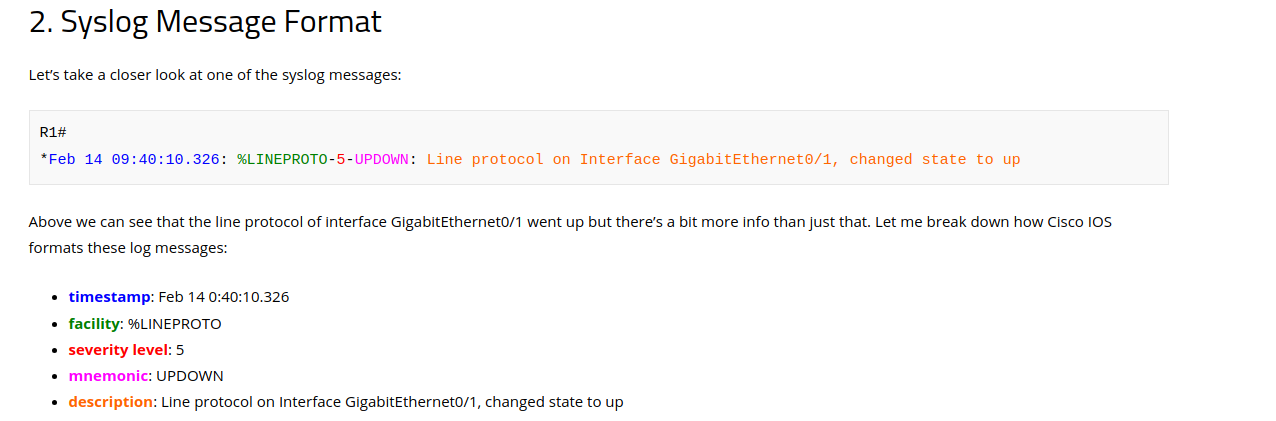 2. Syslog Message Format
Let’s take a closer look at one of the syslog messages:
R1#
*Feb 14 09:40:10.326: %LINEPROTO-5-UPDOWN: Line protocol on Interface GigabitEthernet0/1, changed state to up
Above we can see that the line protocol of interface GigabitEthernet0/1 went up but there’s a bit more info than just that. Let me break down how Cisco IOS
formats these log messages:
• timestamp: Feb 14 0:40:10.326
• facility: %LINEPROTO
• severity level: 5
• mnemonic: UPDOWN
• description: Line protocol on Interface GigabitEthernet0/1, changed state to up